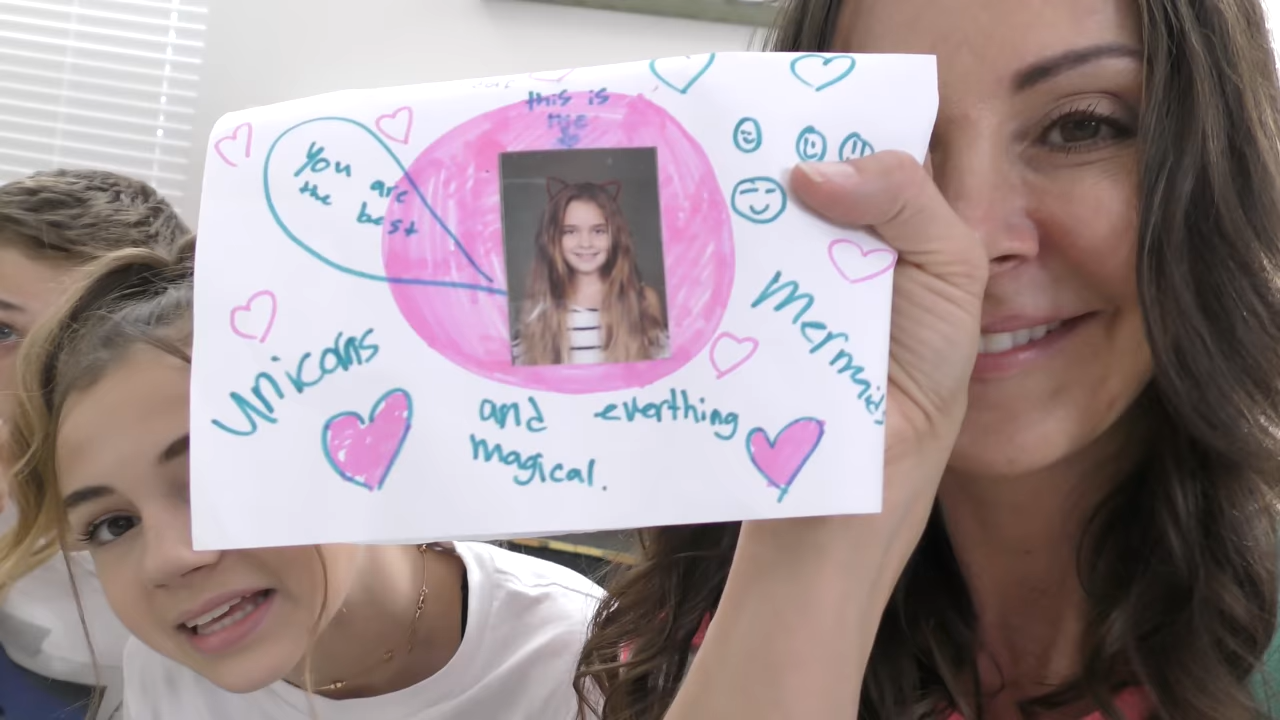 this is
me
You are
the best
Unicorns
Mermaids
and everthing
magical.